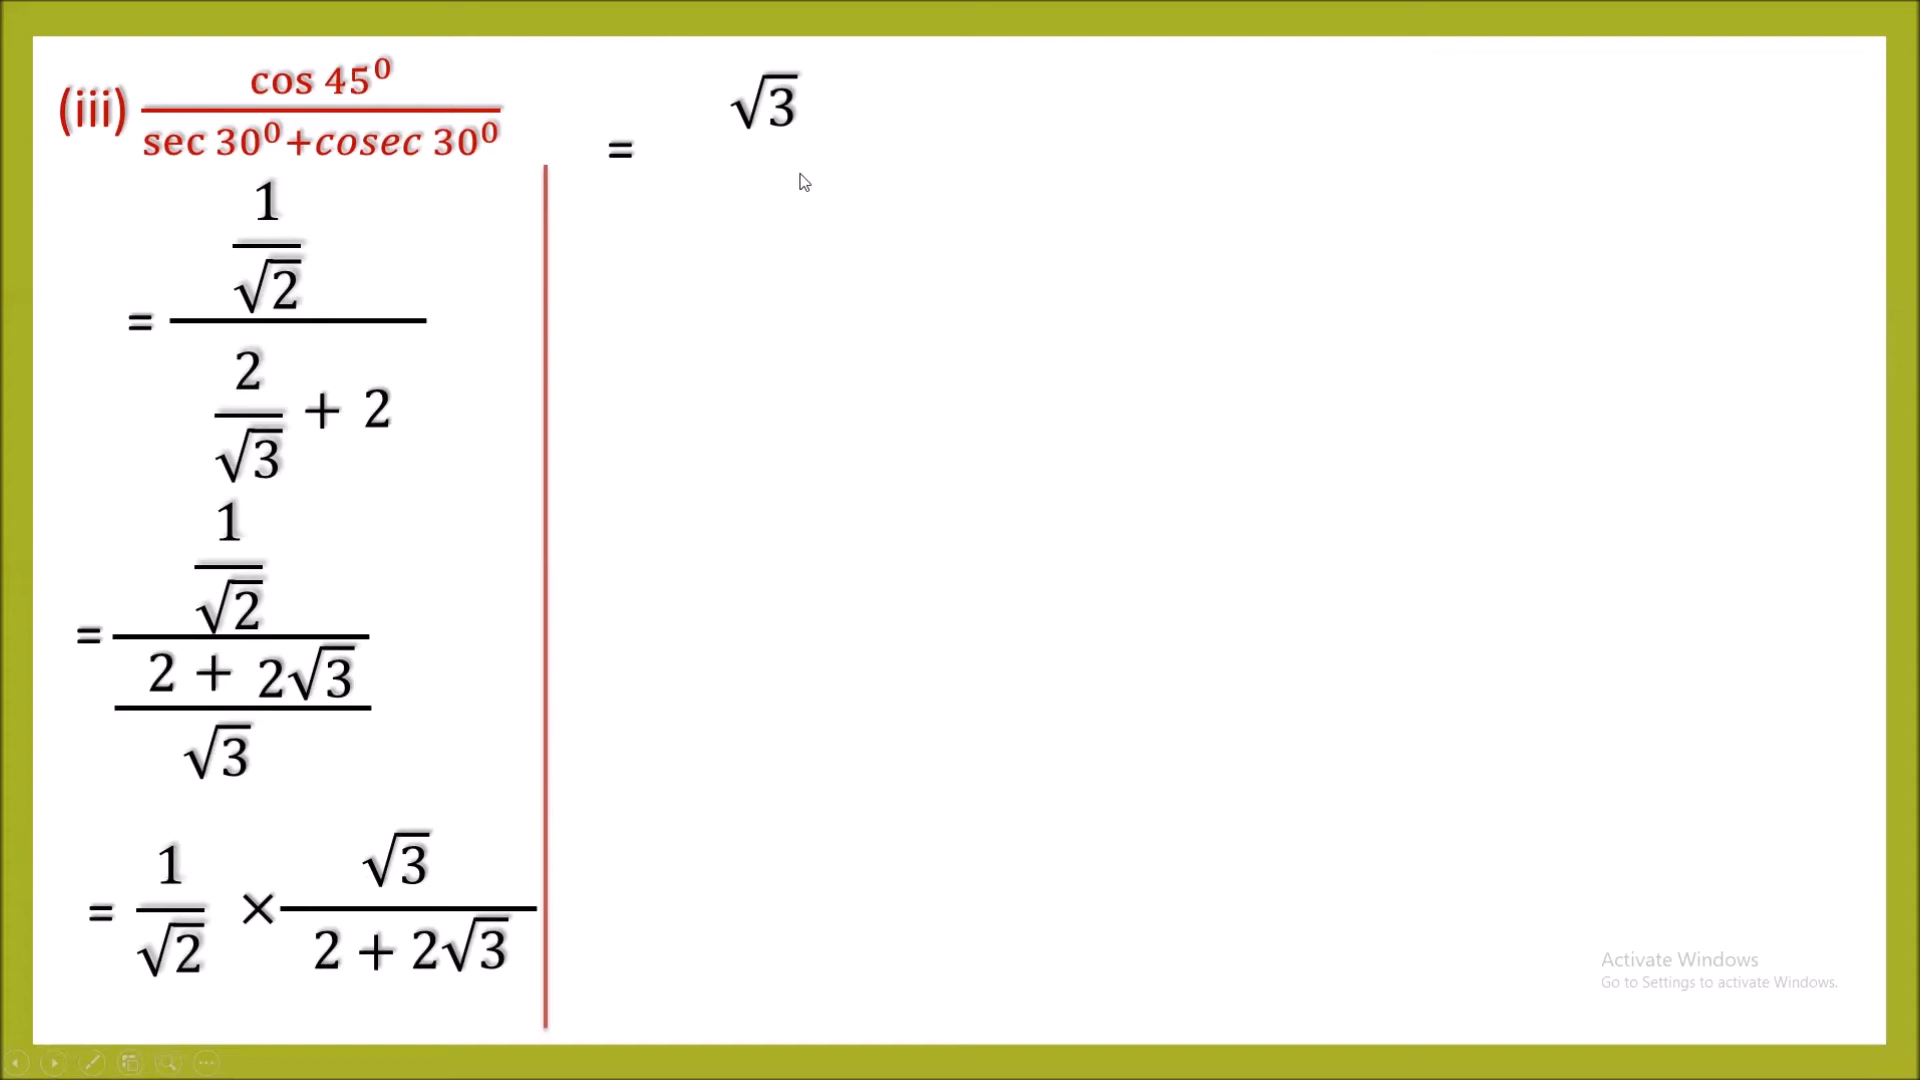 (iii) cos 45⁰ / sec 30⁰+cosec 30⁰
= 1/√2 / 2/√3 + 2
= 1/√2 / 2 + 2√3 / √3
= 1/√2 × √3 / 2 + 2√3
= √3
Activate Windows
Go to Settings to activate Windows.